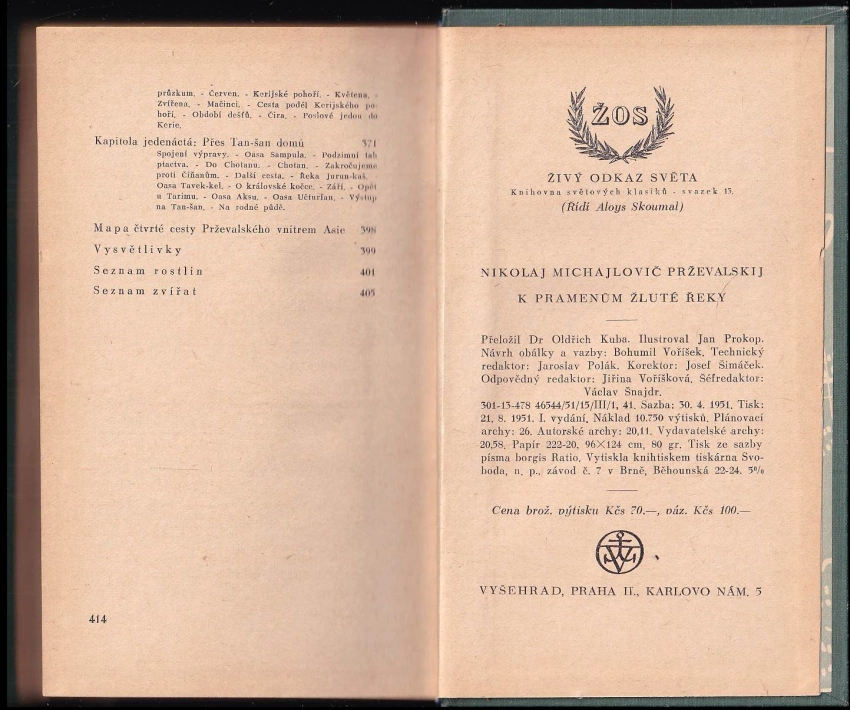 průzkum. - Červen. - Kerijské pohoří. - Květena. -
Zvířena. - Mačinci. - Cesta podél Kerijského po-
hoří. - Období dešťů. - Čira. - Poslové jedou do
Kerie.
Kapitola jedenáctá: Přes Tan-šan domů 371
Spojení výpravy. - Oasa Sampula. - Podzimní tah
ptactva. - Do Chotanu. - Chotan. - Zakročujeme
proti Číňanům. - Další cesta. - Řeka Jurun-kaš. -
Oasa Tavek-kel. - O královské kočce. - Září. - Opět
u Tarimu. - Oasa Aksu. - Oasa Učturfan. - Výstup
na Tan-šan. - Na rodné půdě.
Mapa čtvrté cesty Prževalského vnitrem Asie 398
Vysvětlivky 399
Seznam rostlin 401
Seznam zvířat 405
414
ŽOS
ŽIVÝ ODKAZ SVĚTA
Knihovna světových klasiků - svazek 13.
(Řídí Aloys Skoumal)
NIKOLAJ MICHAJLOVIČ PRŽEVALSKIJ
K PRAMENŮM ŽLUTÉ ŘEKY
Přeložil Dr Oldřich Kuba. Ilustroval Jan Prokop.
Návrh obálky a vazby: Bohumil Voříšek. Technický
redaktor: Jaroslav Polák. Korektor: Josef Šimáček.
Odpovědný redaktor: Jiřina Voříšková. Šéfredaktor:
Václav Šnajdr.
301-13-478 46544/51/15/III/1, 41. Sazba: 30. 4. 1951. Tisk:
21. 8. 1951. I. vydání. Náklad 10.750 výtisků. Plánovací
archy: 26. Autorské archy: 20,11. Vydavatelské archy:
20,58. Papír 222-20, 96×124 cm, 80 gr. Tisk ze sazby
písma borgis Ratio. Vytiskla knihtiskem tiskárna Svo-
boda, n. p., závod č. 7 v Brně, Běhounská 22-24. 5%
Cena brož. výtisku Kčs 70.—, váz. Kčs 100.—
VYŠEHRAD, PRAHA II., KARLOVO NÁM. 5